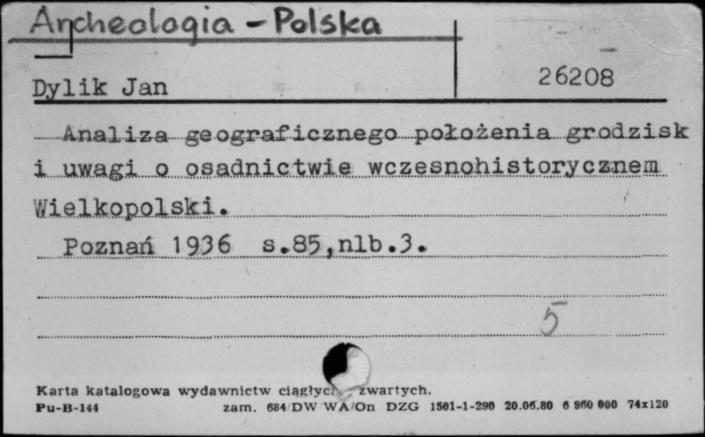 Archeologia - Polska
Dylik Jan
26208
Analiza geograficznego położenia grodzisk
i uwagi o osadnictwie wczesnohistorycznem
Wielkopolski.
Poznań 1936 s.85,nlb.3.
5
Karta katalogowa wydawnictw zwartych.
Pu-B-144 zam. 684/DW WA/On DZG 1501-1-290 20.06.80 6 860 000 74x120